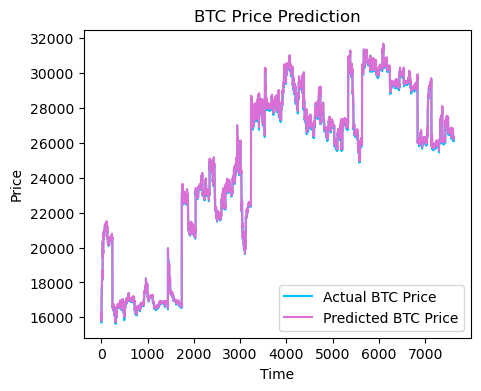 BTC Price Prediction
32000
30000
28000
26000
24000
22000
20000
18000
16000
Price
0 1000 2000 3000 4000 5000 6000 7000
Time
Actual BTC Price
Predicted BTC Price